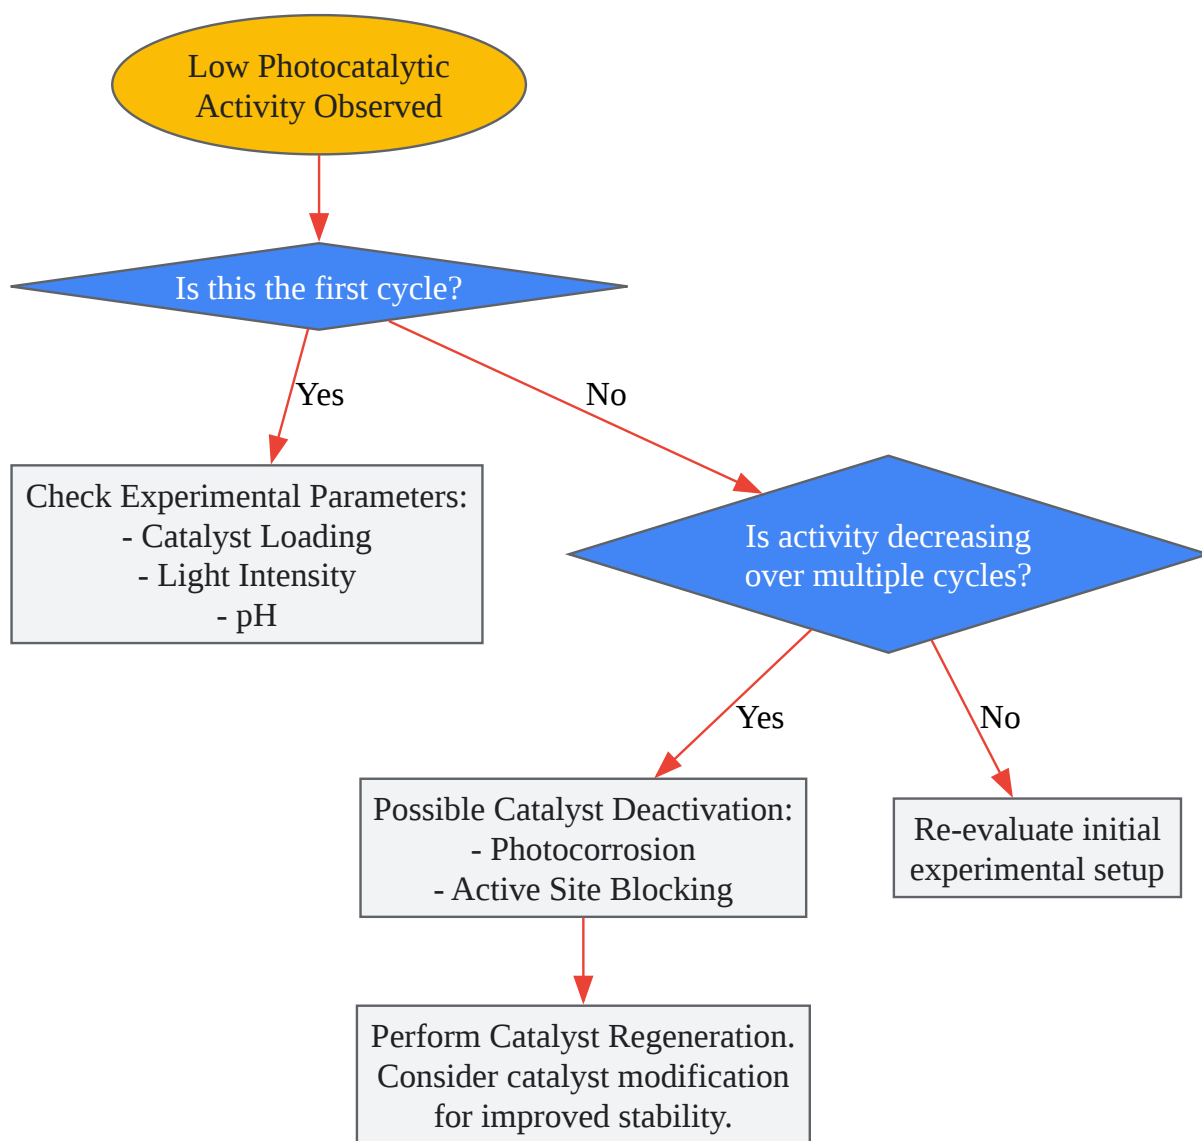 Low Photocatalytic
Activity Observed
Is this the first cycle?
Yes
No
Check Experimental Parameters:
- Catalyst Loading
- Light Intensity
- pH
Is activity decreasing
over multiple cycles?
Yes
No
Possible Catalyst Deactivation:
- Photocorrosion
- Active Site Blocking
Re-evaluate initial
experimental setup
Perform Catalyst Regeneration.
Consider catalyst modification
for improved stability.